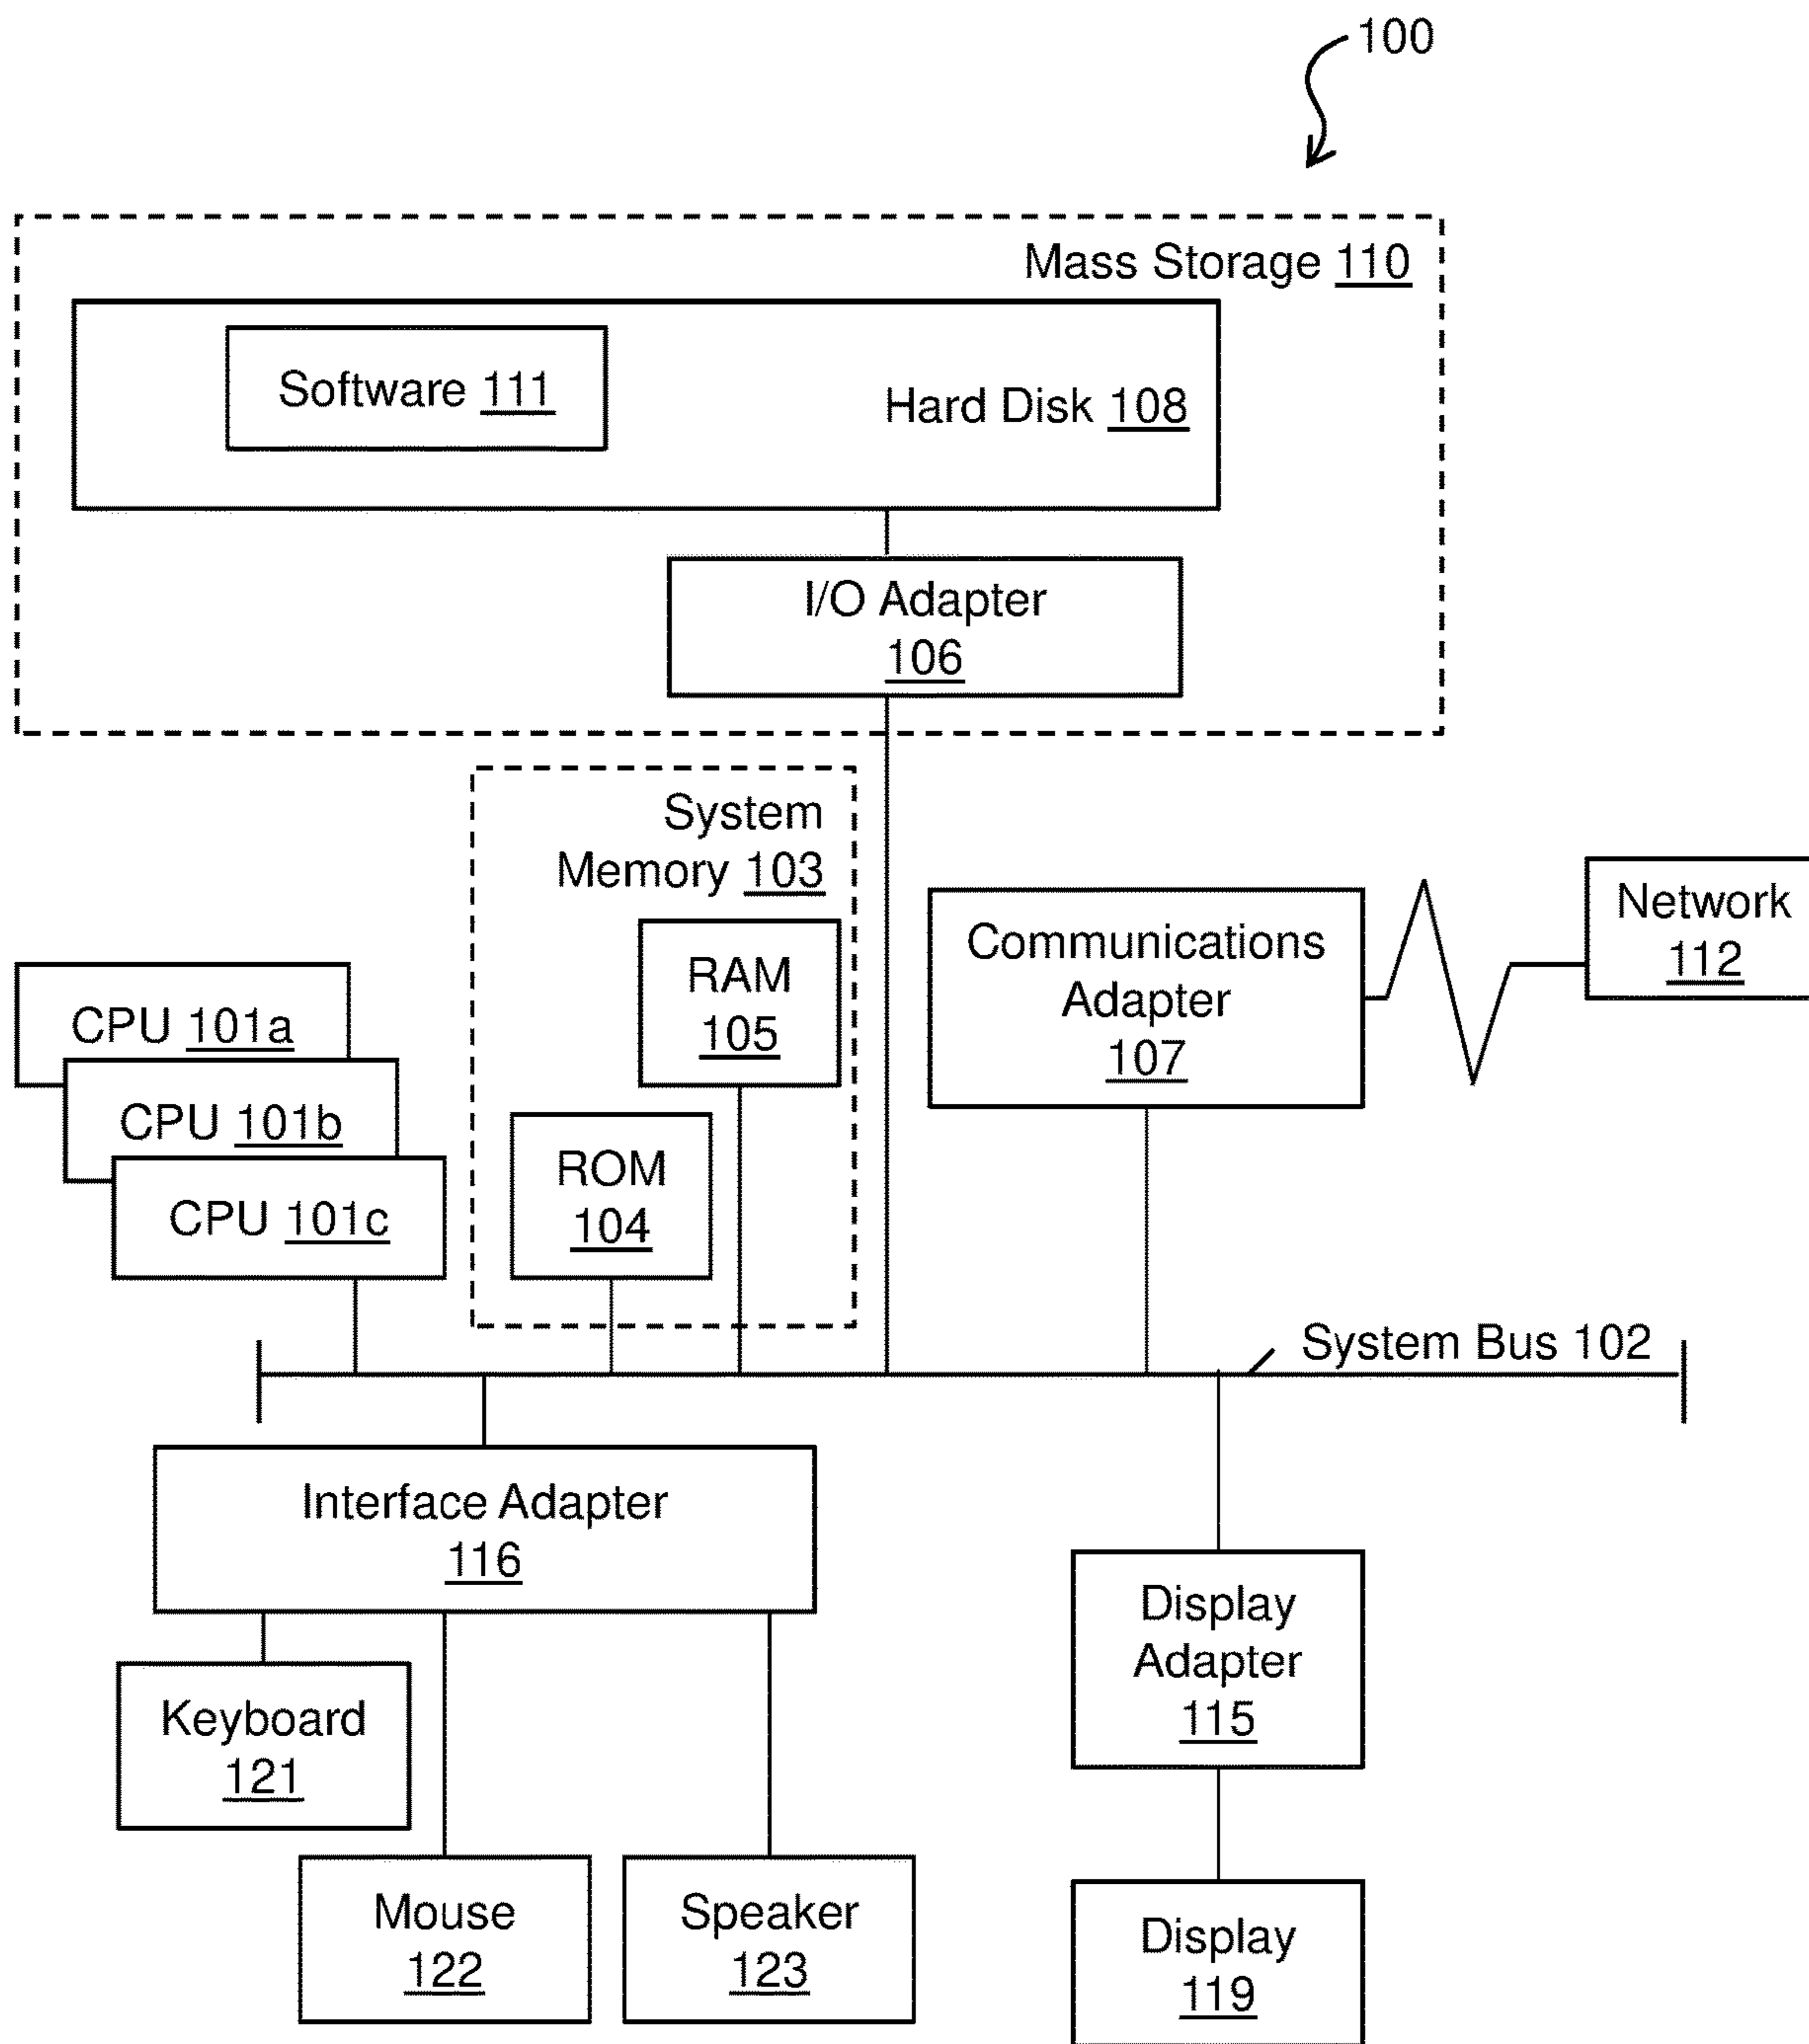 100
Mass Storage 110
Software 111
Hard Disk 108
I/O Adapter
106
System
Memory 103
RAM
105
ROM
104
Communications
Adapter
107
Network
112
CPU 101a
CPU 101b
CPU 101c
System Bus 102
Interface Adapter
116
Keyboard
121
Mouse
122
Speaker
123
Display
Adapter
115
Display
119